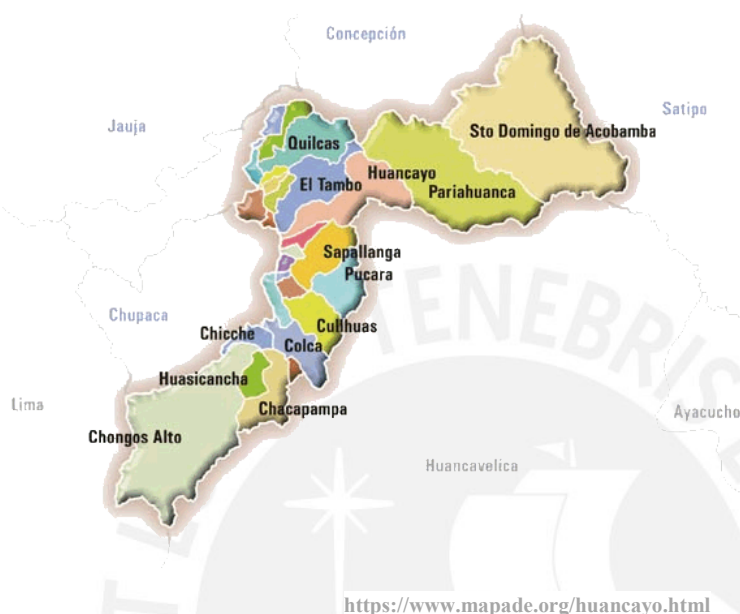 Concepción
Satipo
Jauja
Sto Domingo de Acobamba
Quilcas
Huancayo
El Tambo
Pariahuanca
Sapallanga
Pucara
Chupaca
Cullhuas
Chicche
Colca
Huasicancha
Lima
Chacapampa
Ayacucho
Chongos Alto
Huancavelica
ET TENEBRIS
https://www.mapade.org/huancayo.html